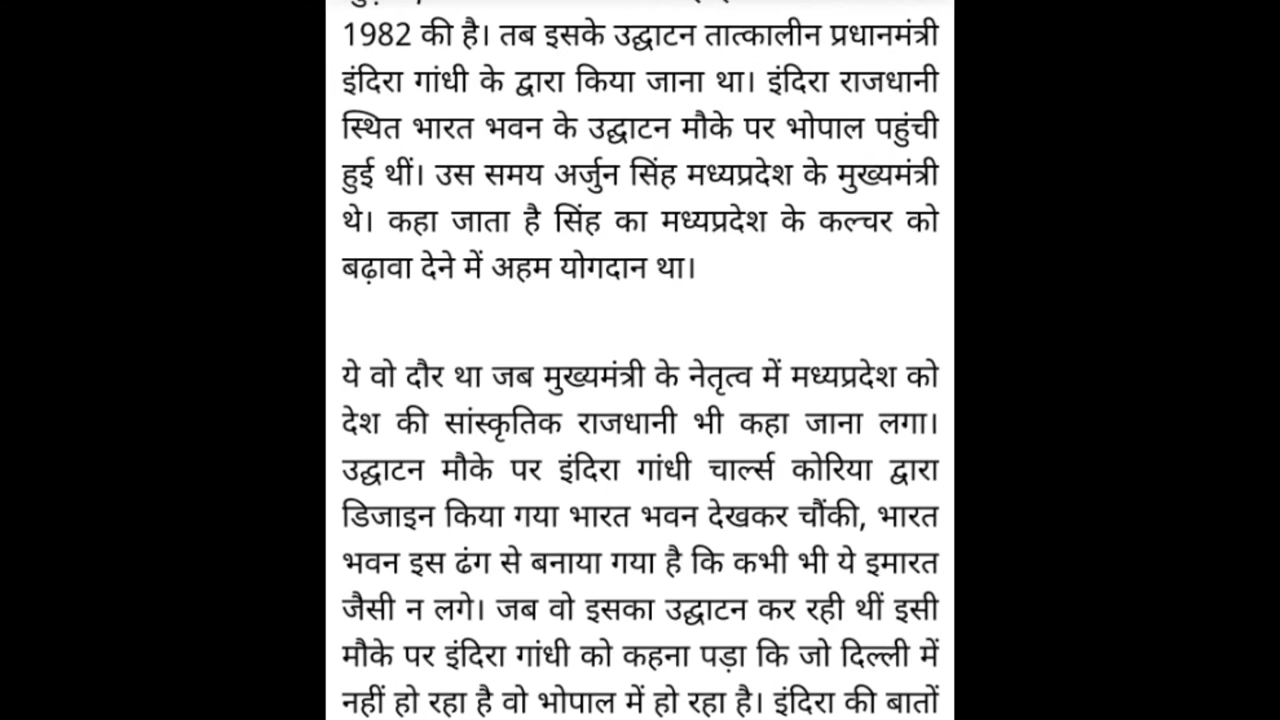 1982 की है। तब इसके उद्घाटन तात्कालीन प्रधानमंत्री
इंदिरा गांधी के द्वारा किया जाना था। इंदिरा राजधानी
स्थित भारत भवन के उद्घाटन मौके पर भोपाल पहुंची
हुई थीं। उस समय अर्जुन सिंह मध्यप्रदेश के मुख्यमंत्री
थे। कहा जाता है सिंह का मध्यप्रदेश के कल्चर को
बढ़ावा देने में अहम योगदान था।
ये वो दौर था जब मुख्यमंत्री के नेतृत्व में मध्यप्रदेश को
देश की सांस्कृतिक राजधानी भी कहा जाना लगा।
उद्घाटन मौके पर इंदिरा गांधी चार्ल्स कोरिया द्वारा
डिजाइन किया गया भारत भवन देखकर चौंकी, भारत
भवन इस ढंग से बनाया गया है कि कभी भी ये इमारत
जैसी न लगे। जब वो इसका उद्घाटन कर रही थीं इसी
मौके पर इंदिरा गांधी को कहना पड़ा कि जो दिल्ली में
नहीं हो रहा है वो भोपाल में हो रहा है। इंदिरा की बातों